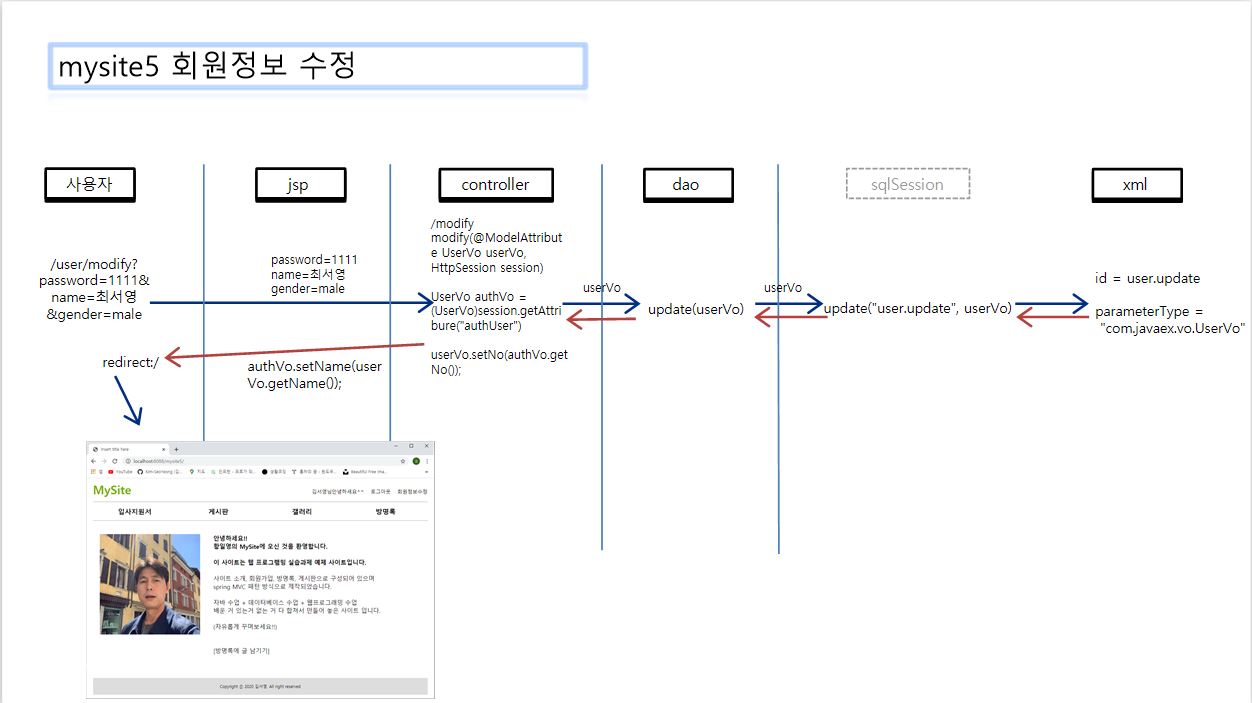 mysite5 회원정보 수정
사용자
jsp
controller
dao
sqlSession
xml
/user/modify?
password=1111&
name=최서영
&gender=male
password=1111
name=최서영
gender=male
/modify
modify(@ModelAttribut
e UserVo userVo,
HttpSession session)
UserVo authVo =
(UserVo)session.getAttri
bure("authUser")
userVo.setNo(authVo.get
No());
userVo
update(userVo)
userVo
update("user.update", userVo)
id = user.update
parameterType =
"com.javaex.vo.UserVo"
redirect:/
authVo.setName(user
Vo.getName());
Insert title here
localhost:8088/mysite5/
앱
YouTube
지도
MySite
김서영님안녕하세요^^ 로그아웃 회원정보수정
입사지원서 게시판 갤러리 방명록
안녕하세요!!
황일영의 MySite에 오신 것을 환영합니다.
이 사이트는 웹 프로그램밍 실습과제 예제 사이트입니다.
사이트 소개, 회원가입, 방명록, 게시판으로 구성되어 있으며
spring MVC 패턴 방식으로 제작되었습니다.
자바 수업 + 데이터베이스 수업 + 웹프로그래밍 수업
배운 거 있는거 없는 거 다 합쳐서 만들어 놓은 사이트 입니다.
(자유롭게 꾸며보세요!!)
(방명록에 글 남기기)
Copyright ⓒ 2020 김서영. All right reserved